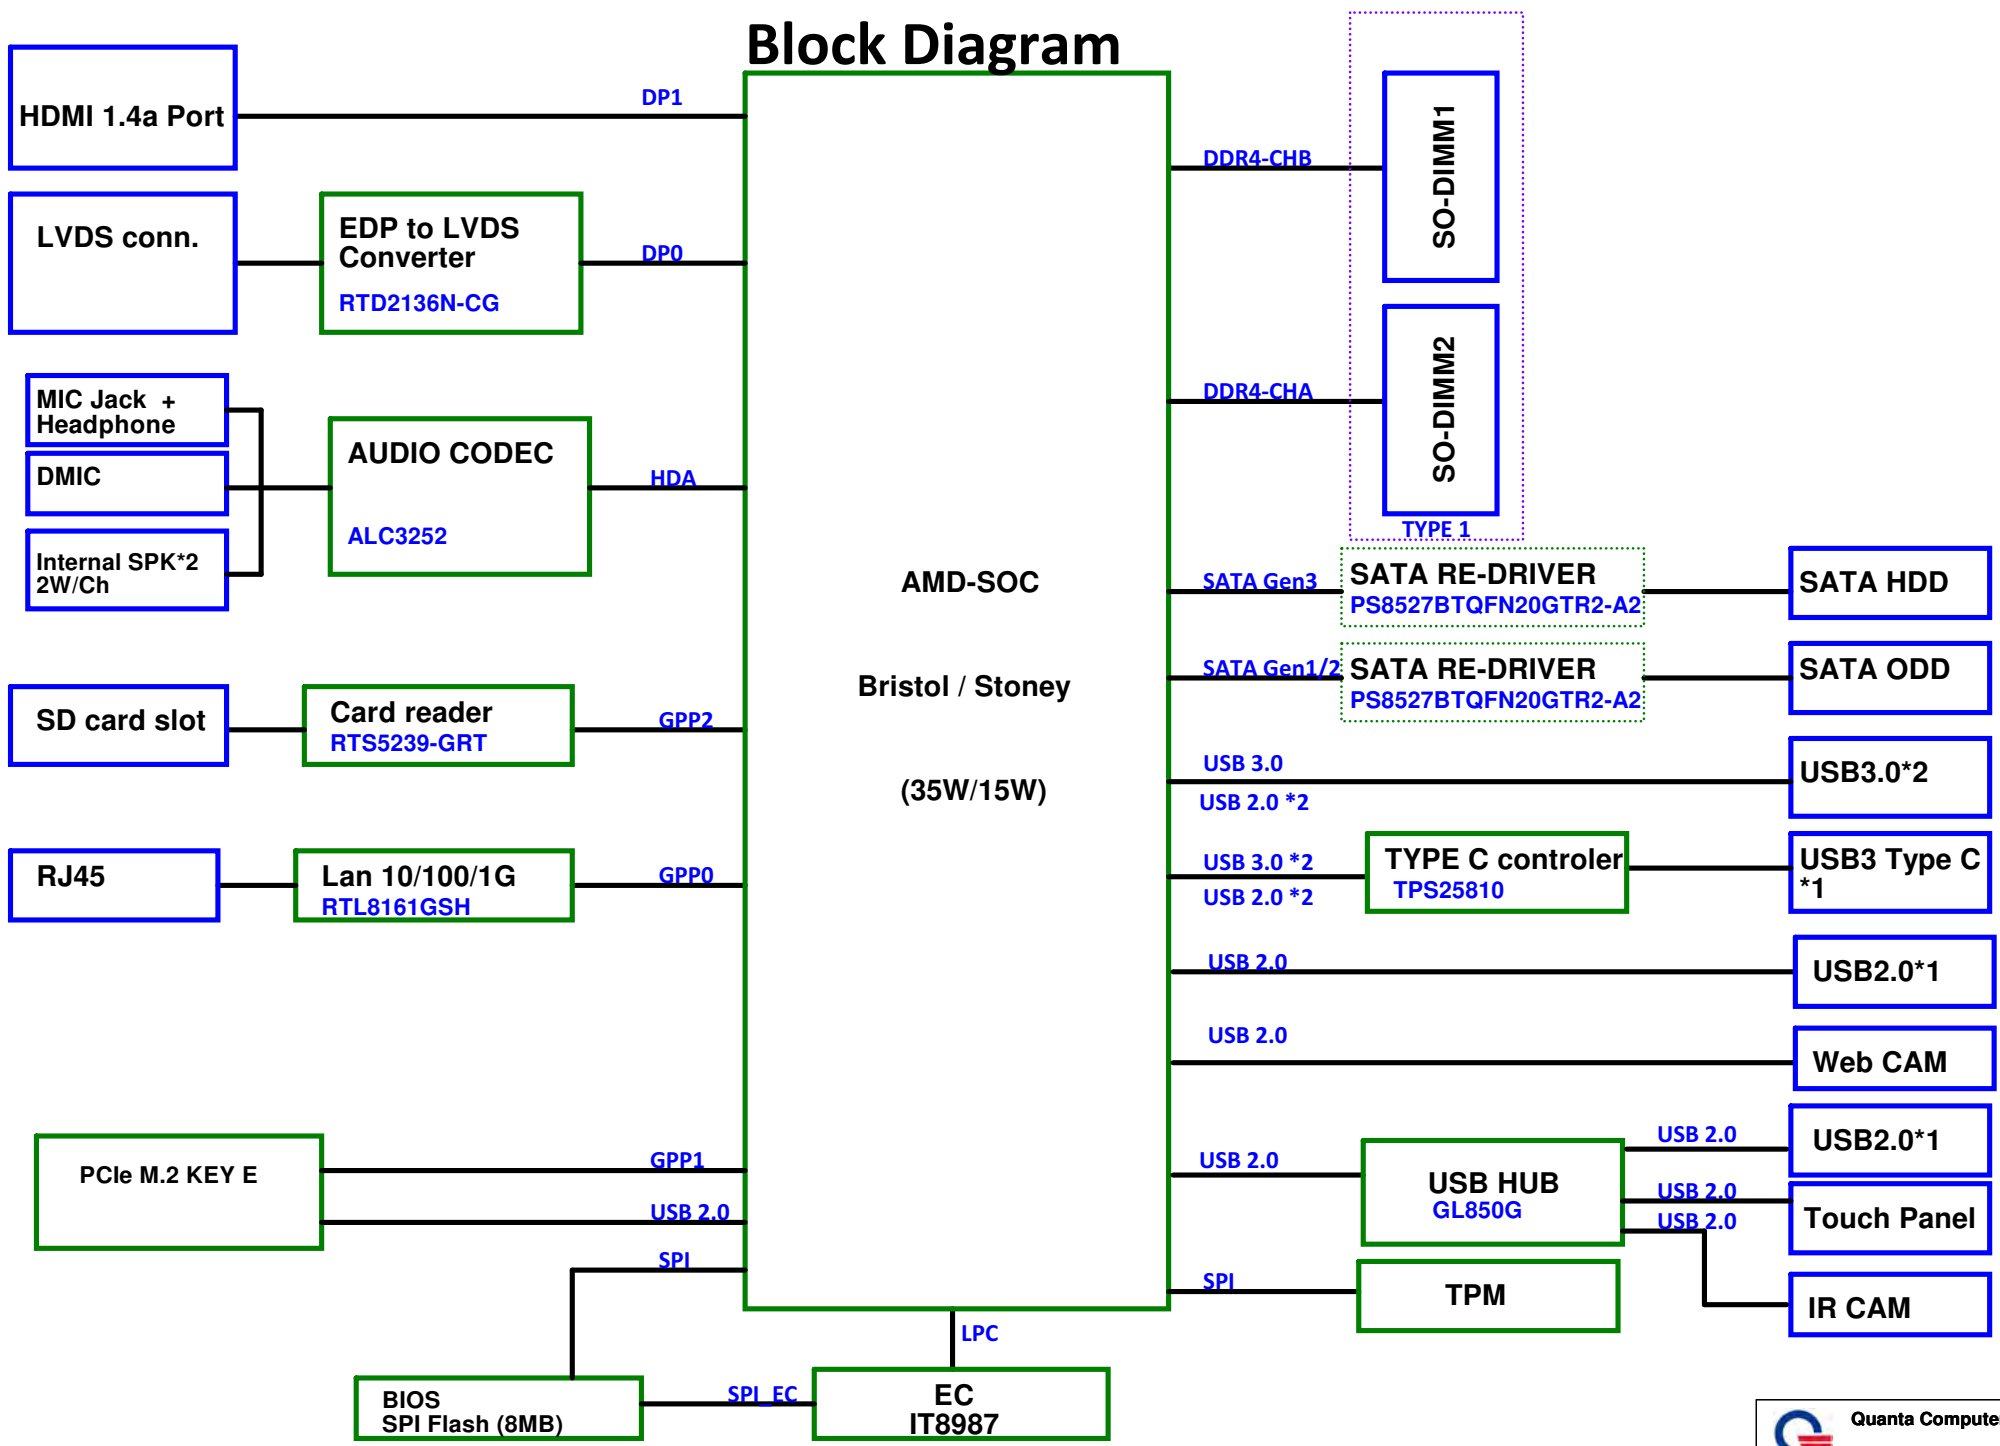 Block Diagram
HDMI 1.4a Port
DP1
LVDS conn.
EDP to LVDS
Converter
RTD2136N-CG
DP0
MIC Jack +
Headphone
DMIC
Internal SPK*2
2W/Ch
AUDIO CODEC
ALC3252
HDA
SD card slot
Card reader
RTS5239-GRT
GPP2
RJ45
Lan 10/100/1G
RTL8161GSH
GPP0
PCIe M.2 KEY E
GPP1
USB 2.0
SPI
BIOS
SPI Flash (8MB)
SPI_EC
EC
IT8987
LPC
AMD-SOC
Bristol / Stoney
(35W/15W)
DDR4-CHB
SO-DIMM1
DDR4-CHA
SO-DIMM2
TYPE 1
SATA Gen3
SATA RE-DRIVER
PS8527BTQFN20GTR2-A2
SATA HDD
SATA Gen1/2
SATA RE-DRIVER
PS8527BTQFN20GTR2-A2
SATA ODD
USB 3.0
USB 2.0 *2
USB3.0*2
USB 3.0 *2
USB 2.0 *2
TYPE C controler
TPS25810
USB3 Type C
*1
USB 2.0
USB2.0*1
USB 2.0
Web CAM
USB 2.0
USB HUB
GL850G
USB 2.0
USB2.0*1
USB 2.0
Touch Panel
USB 2.0
IR CAM
SPI
TPM
Quanta Compute